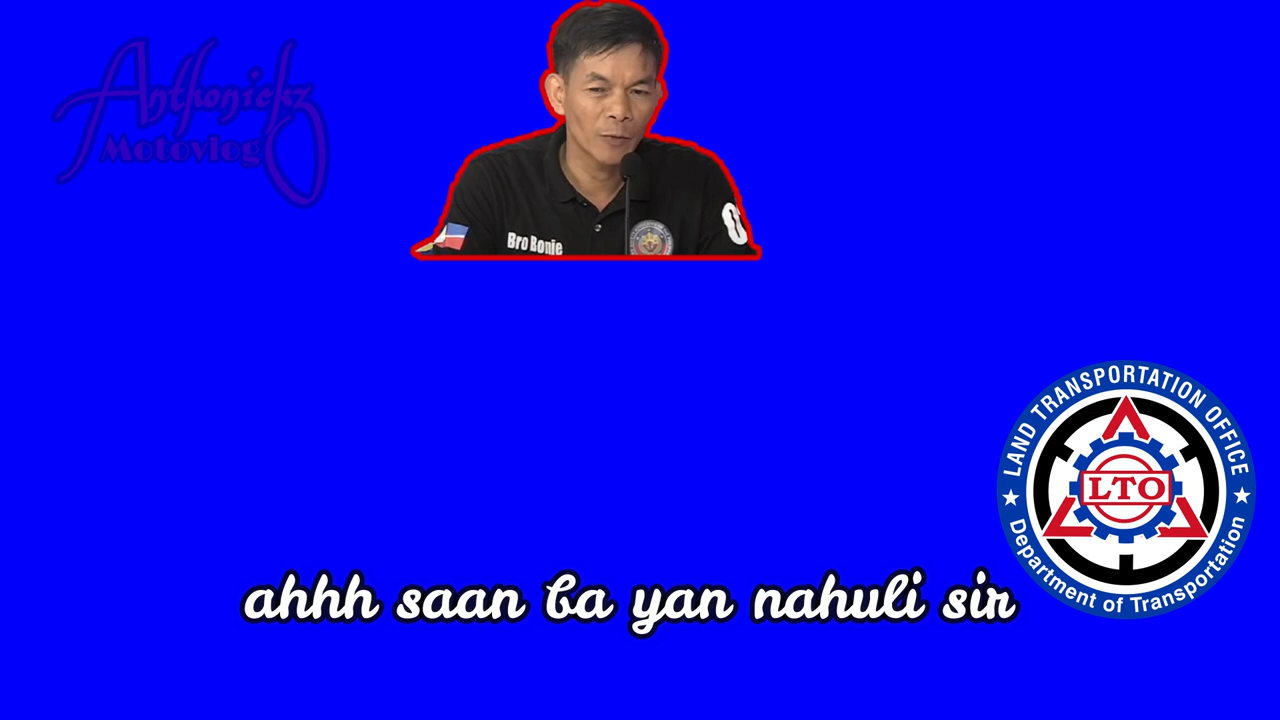 Anthonickz
Motovlog
Bro Bonie
LAND TRANSPORTATION OFFICE
LTO
Department of Transportation
ahhh saan ba yan nahuli sir